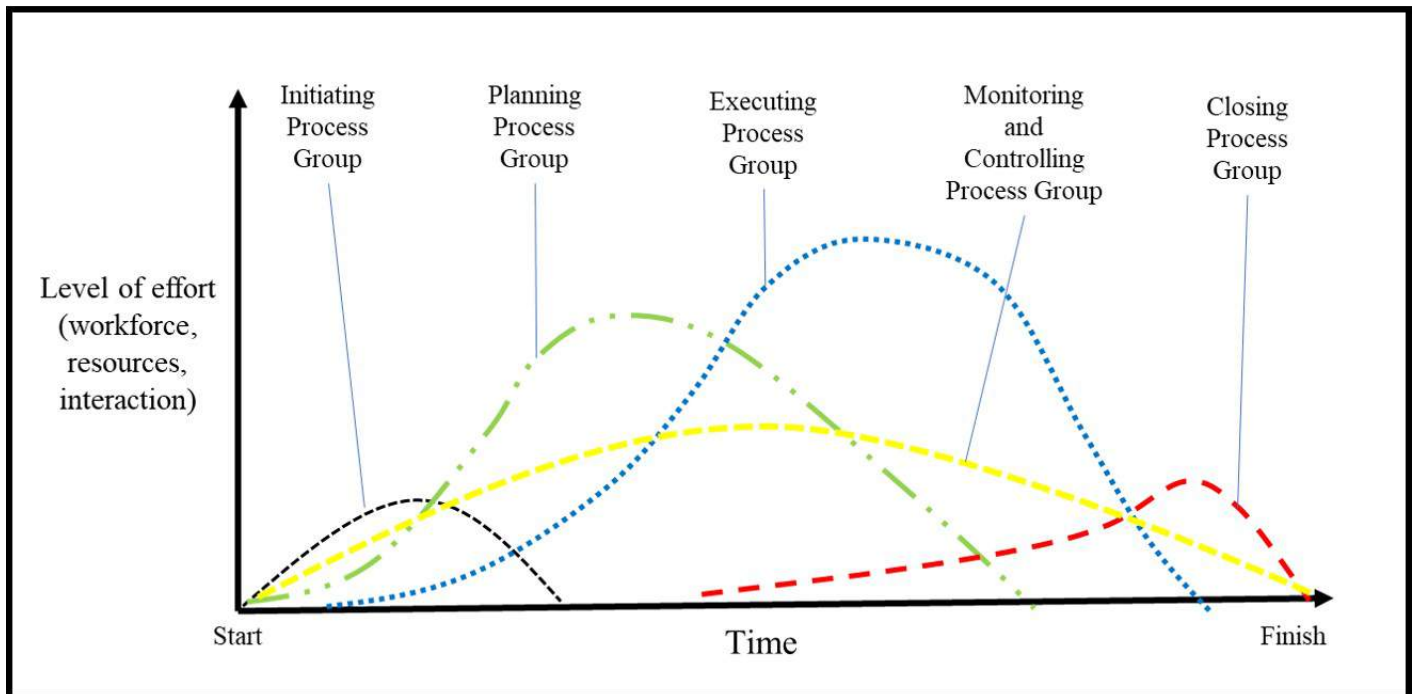 Initiating
Process
Group
Planning
Process
Group
Executing
Process
Group
Monitoring
and
Controlling
Process Group
Closing
Process
Group
Level of effort
(workforce,
resources,
interaction)
Start
Time
Finish